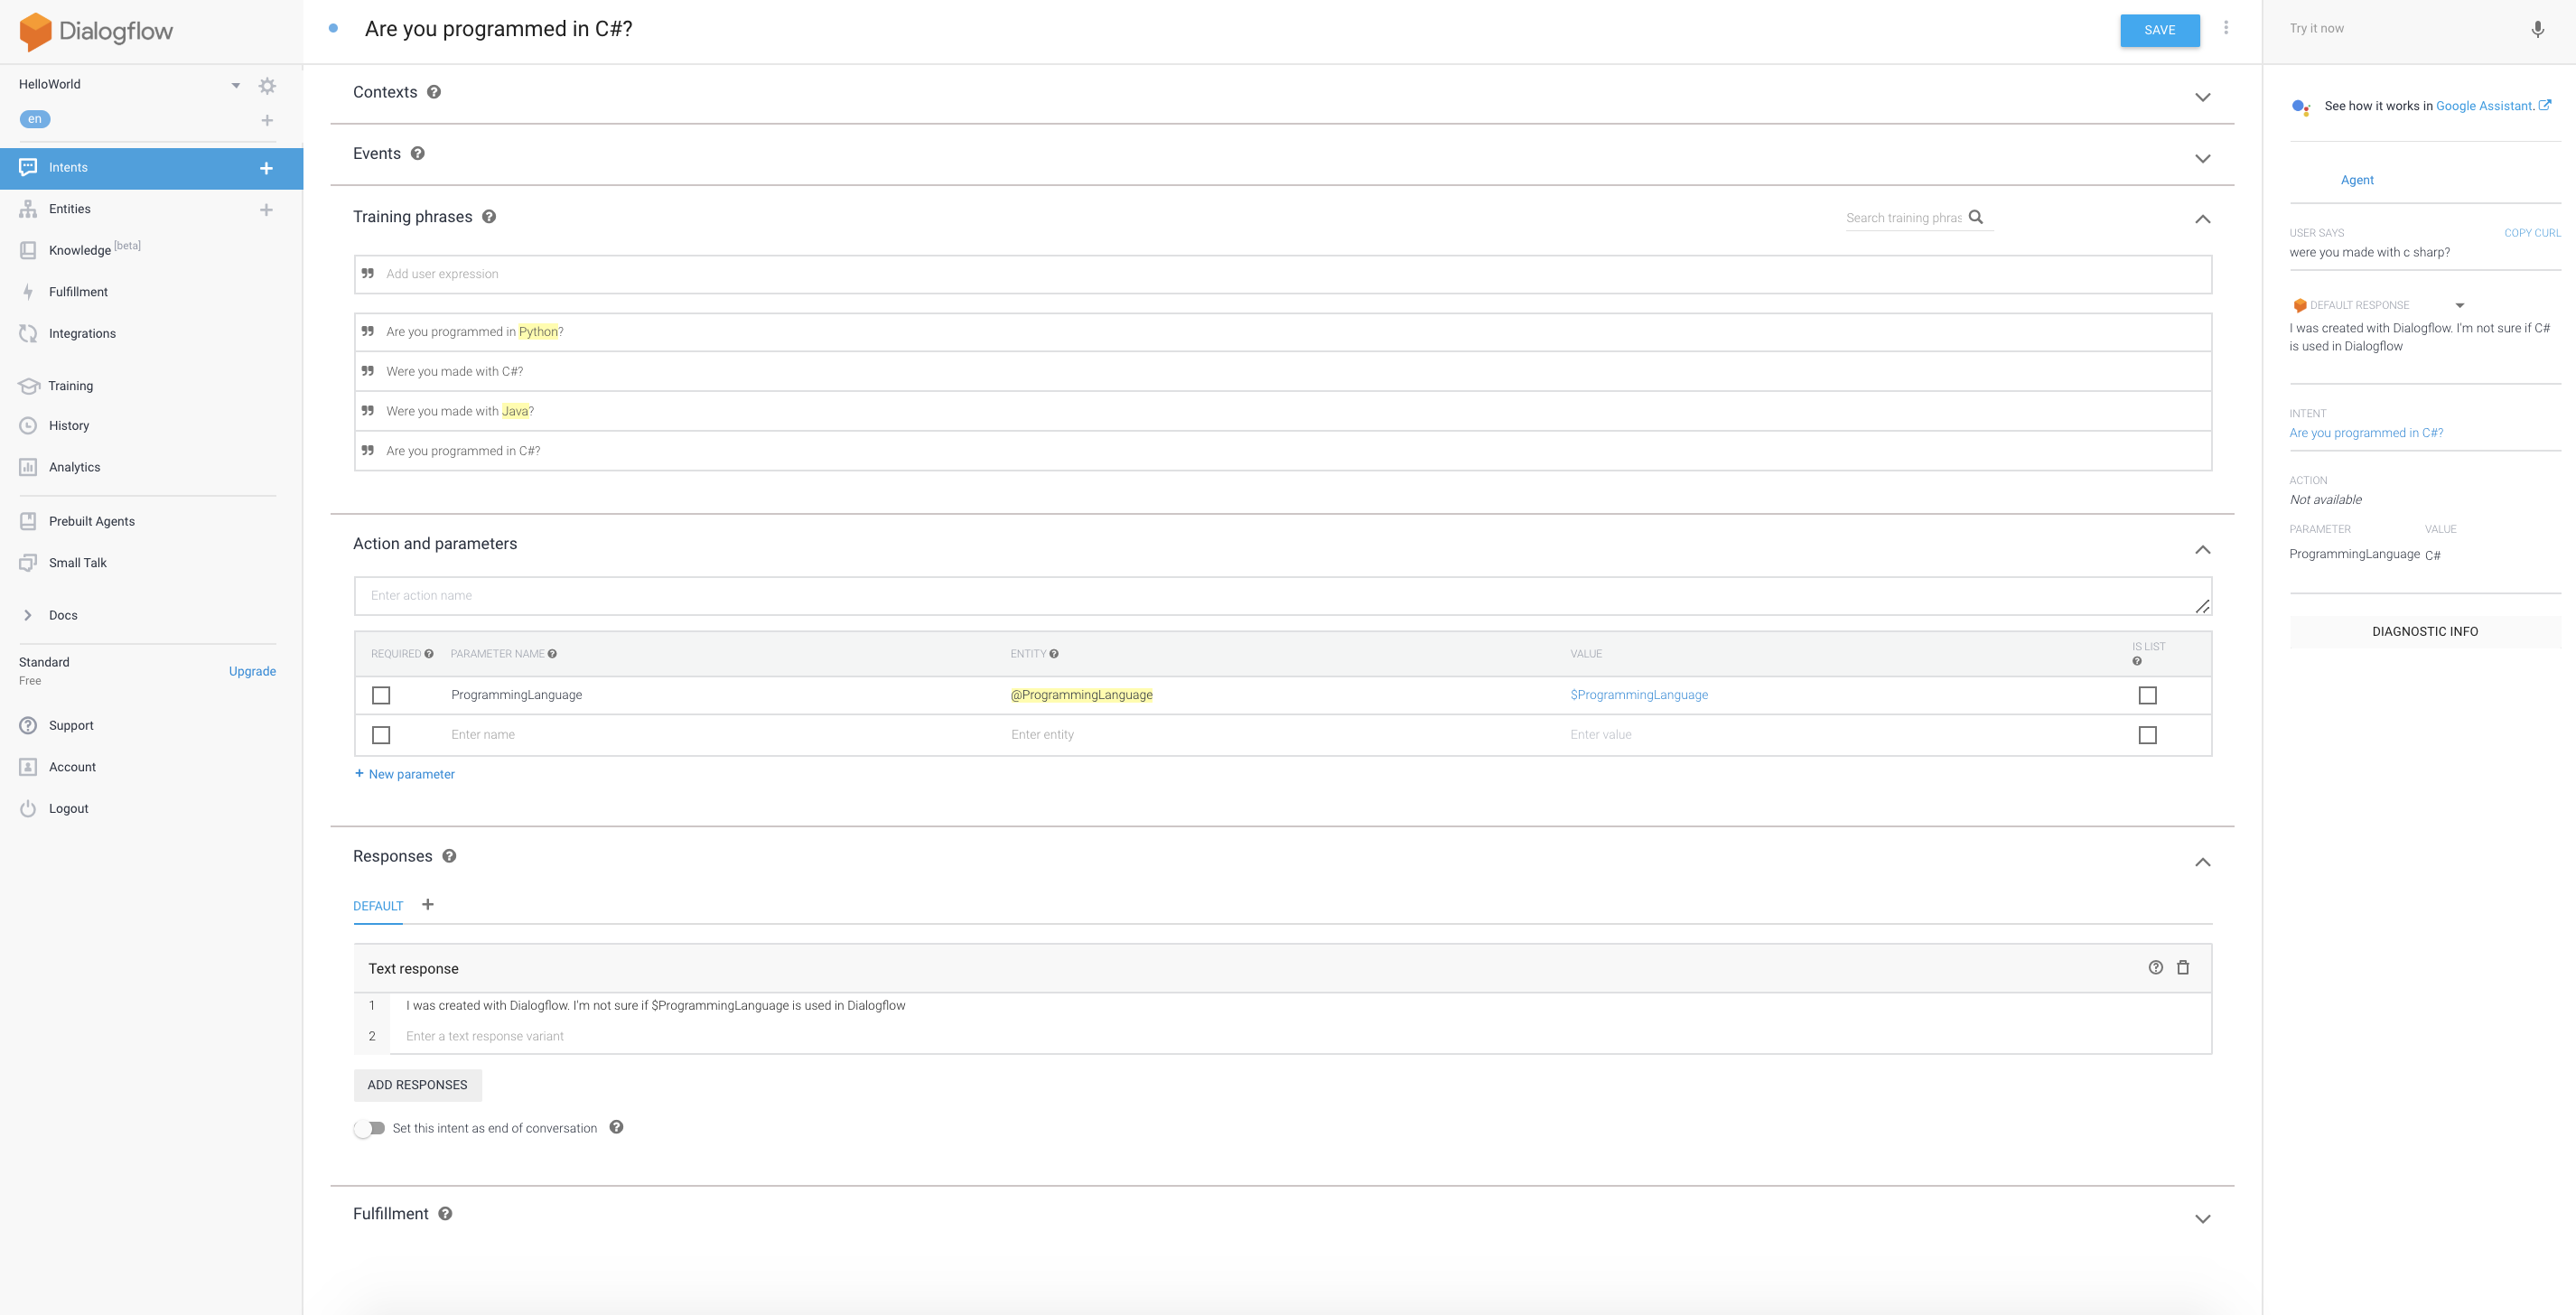 Dialogflow
HelloWorld
en
Intents
Entities
Knowledge [beta]
Fulfillment
Integrations
Training
History
Analytics
Prebuilt Agents
Small Talk
Docs
Standard
Free
Upgrade
Support
Account
Logout
Are you programmed in C#?
SAVE
Contexts
Events
Training phrases
Search training phras
Add user expression
Are you programmed in Python?
Were you made with C#?
Were you made with Java?
Are you programmed in C#?
Action and parameters
Enter action name
REQUIRED PARAMETER NAME ENTITY VALUE IS LIST
ProgrammingLanguage @ProgrammingLanguage $ProgrammingLanguage
Enter name Enter entity Enter value
+ New parameter
Responses
DEFAULT +
Text response
1 I was created with Dialogflow. I'm not sure if $ProgrammingLanguage is used in Dialogflow
2 Enter a text response variant
ADD RESPONSES
Set this intent as end of conversation
Fulfillment
Try it now
See how it works in Google Assistant.
Agent
USER SAYS COPY CURL
were you made with c sharp?
DEFAULT RESPONSE
I was created with Dialogflow. I'm not sure if C#
is used in Dialogflow
INTENT
Are you programmed in C#?
ACTION
Not available
PARAMETER VALUE
ProgrammingLanguage C#
DIAGNOSTIC INFO